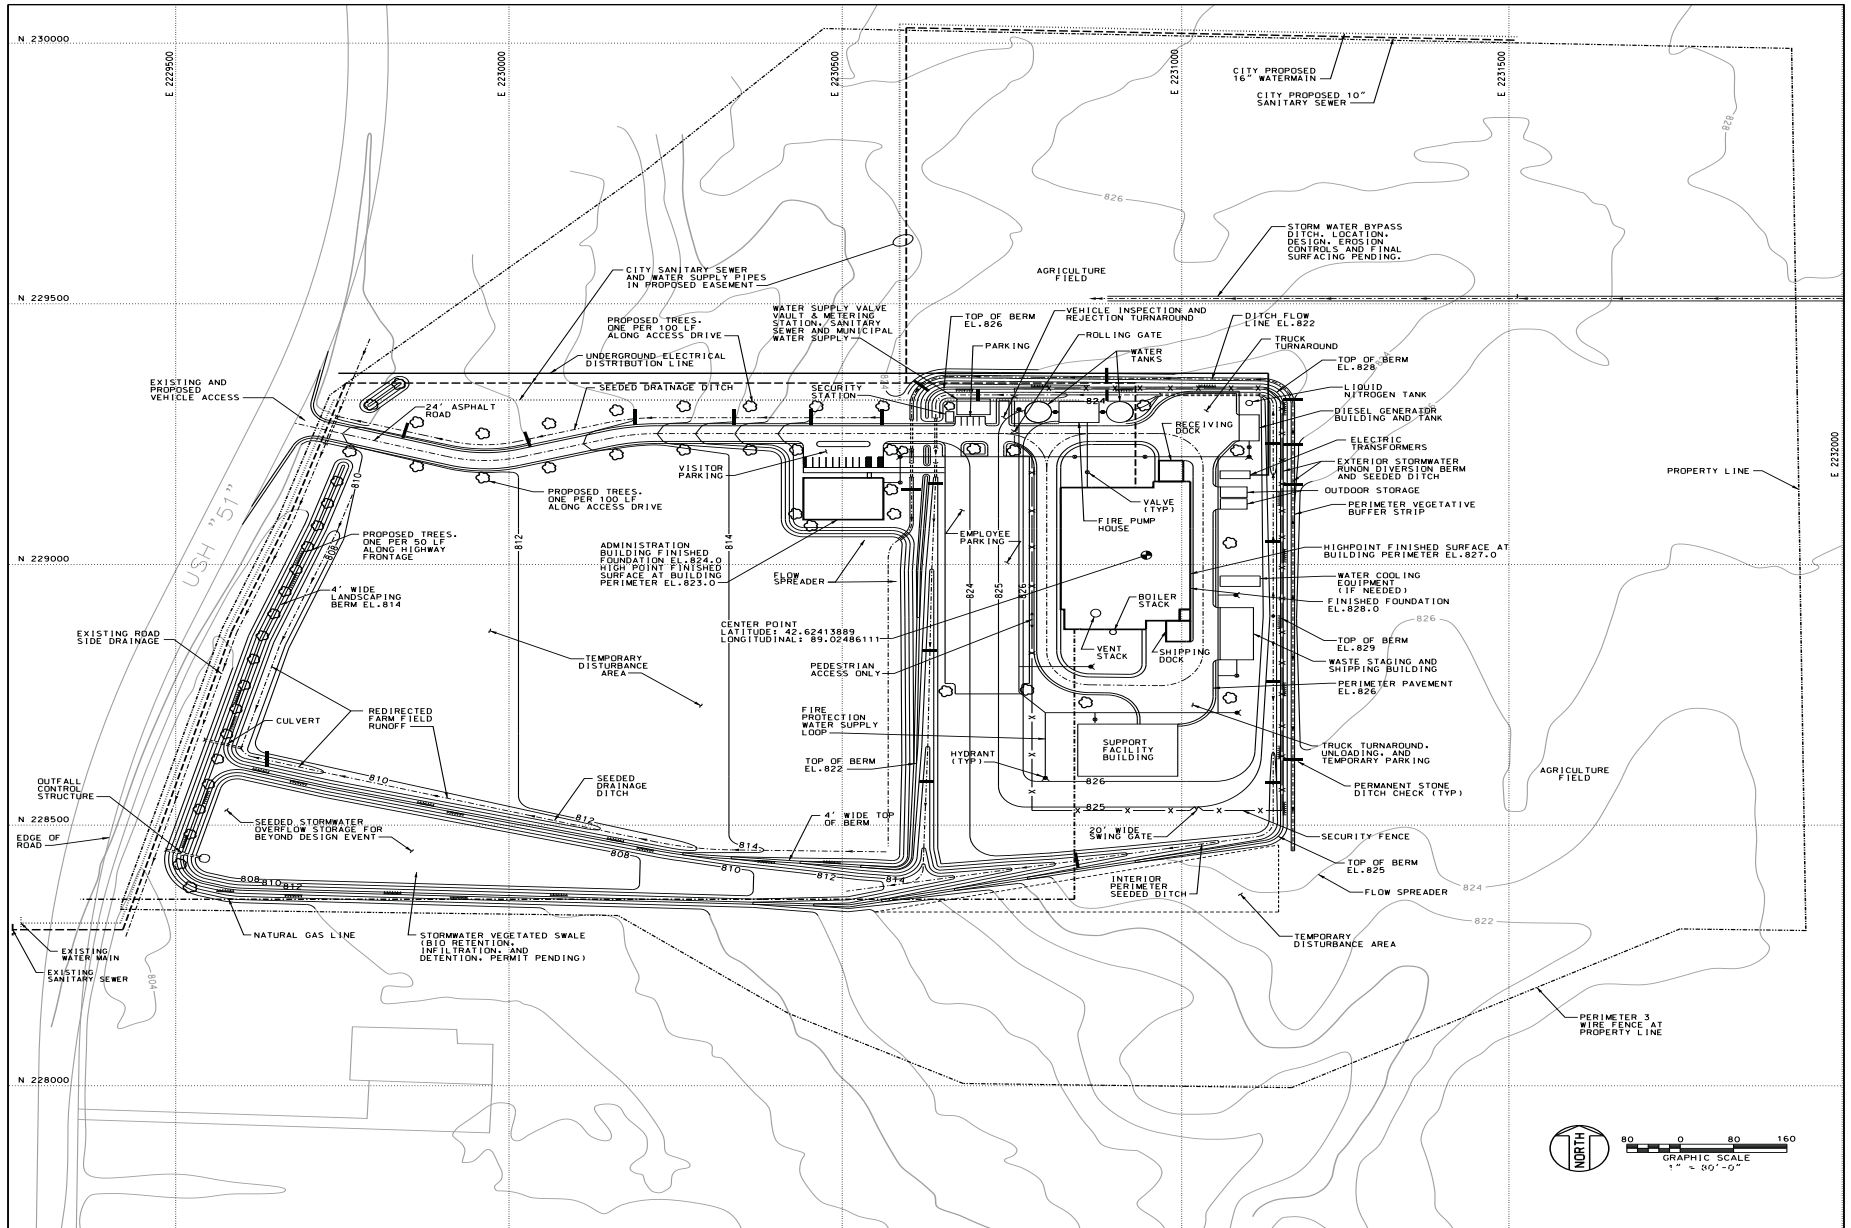 N 230000
E 2229500
E 2230000
E 2230500
E 2231000
E 2231500
CITY PROPOSED
16" WATERMAIN
CITY PROPOSED 10"
SANITARY SEWER
828
826
STORM WATER BYPASS
DITCH. LOCATION,
DESIGN, EROSION
CONTROLS AND FINAL
SURFACING PENDING.
AGRICULTURE
FIELD
CITY SANITARY SEWER
AND WATER SUPPLY PIPES
IN PROPOSED EASEMENT
N 229500
WATER SUPPLY VALVE
VAULT & METERING
STATION, SANITARY
SEWER AND MUNICIPAL
WATER SUPPLY
TOP OF BERM
EL.826
VEHICLE INSPECTION AND
REJECTION TURNAROUND
DITCH FLOW
LINE EL.822
PROPOSED TREES,
ONE PER 100 LF
ALONG ACCESS DRIVE
ROLLING GATE
PARKING
WATER
TANKS
TRUCK
TURNAROUND
UNDERGROUND ELECTRICAL
DISTRIBUTION LINE
TOP OF BERM
EL.828
EXISTING AND
PROPOSED
VEHICLE ACCESS
SEEDED DRAINAGE DITCH
SECURITY
STATION
824
LIQUID
NITROGEN TANK
24' ASPHALT
ROAD
DIESEL GENERATOR
BUILDING AND TANK
RECEIVING
DOCK
ELECTRIC
TRANSFORMERS
VISITOR
PARKING
EXTERIOR STORMWATER
RUNON DIVERSION BERM
AND SEEDED DITCH
PROPERTY LINE
E 2232000
810
USH "51"
PROPOSED TREES,
ONE PER 100 LF
ALONG ACCESS DRIVE
OUTDOOR STORAGE
VALVE
(TYP)
PERIMETER VEGETATIVE
BUFFER STRIP
FIRE PUMP
HOUSE
PROPOSED TREES,
ONE PER 50 LF
ALONG HIGHWAY
FRONTAGE
808
812
814
EMPLOYEE
PARKING
ADMINISTRATION
BUILDING FINISHED
FOUNDATION EL.824.0
HIGH POINT FINISHED
SURFACE AT BUILDING
PERIMETER EL.823.0
HIGHPOINT FINISHED SURFACE AT
BUILDING PERIMETER EL.827.0
N 229000
FLOW
SPREADER
WATER COOLING
EQUIPMENT
(IF NEEDED)
824
825
826
4' WIDE
LANDSCAPING
BERM EL.814
BOILER
STACK
FINISHED FOUNDATION
EL.828.0
826
CENTER POINT
LATITUDE: 42.62413889
LONGITUDINAL: 89.02486111
EXISTING ROAD
SIDE DRAINAGE
TOP OF BERM
EL.829
TEMPORARY
DISTURBANCE
AREA
VENT
STACK
SHIPPING
DOCK
WASTE STAGING AND
SHIPPING BUILDING
PEDESTRIAN
ACCESS ONLY
PERIMETER PAVEMENT
EL.826
REDIRECTED
FARM FIELD
RUNOFF
CULVERT
FIRE
PROTECTION
WATER SUPPLY
LOOP
SUPPORT
FACILITY
BUILDING
TRUCK TURNAROUND,
UNLOADING, AND
TEMPORARY PARKING
HYDRANT
(TYP)
TOP OF BERM
EL.822
AGRICULTURE
FIELD
OUTFALL
CONTROL
STRUCTURE
810
SEEDED
DRAINAGE
DITCH
826
PERMANENT STONE
DITCH CHECK (TYP)
825
N 228500
SEEDED STORMWATER
OVERFLOW STORAGE FOR
BEYOND DESIGN EVENT
812
4' WIDE TOP
OF BERM
20' WIDE
SWING GATE
SECURITY FENCE
EDGE OF
ROAD
814
808
810
812
814
TOP OF BERM
EL.825
808
810
812
INTERIOR
PERIMETER
SEEDED DITCH
FLOW SPREADER
824
822
NATURAL GAS LINE
STORMWATER VEGETATED SWALE
(BIO RETENTION,
INFILTRATION, AND
DETENTION, PERMIT PENDING)
TEMPORARY
DISTURBANCE AREA
EXISTING
WATER MAIN
EXISTING
SANITARY SEWER
804
PERIMETER 3
WIRE FENCE AT
PROPERTY LINE
N 228000
NORTH
80 0 80 160
GRAPHIC SCALE